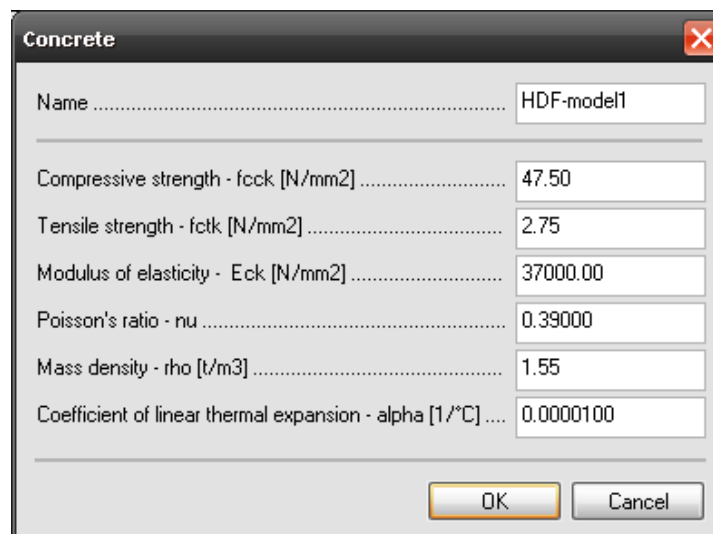 Concrete
Name ........................................................................ HDF-model1
Compressive strength - fcck [N/mm2] ......................... 47.50
Tensile strength - fctk [N/mm2] ................................... 2.75
Modulus of elasticity -  Eck [N/mm2] ........................... 37000.00
Poisson's ratio - nu ..................................................... 0.39000
Mass density - rho [t/m3] ............................................ 1.55
Coefficient of linear thermal expansion - alpha [1/°C] .... 0.0000100
OK Cancel